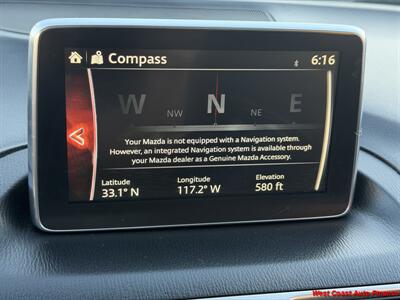 Compass
6:16
W NW N NE E
Your Mazda is not equipped with a Navigation system.
However, an integrated Navigation system is available through
your Mazda dealer as a Genuine Mazda Accessory.
Latitude Longitude Elevation
33.1° N 117.2° W 580 ft
West Coast Auto